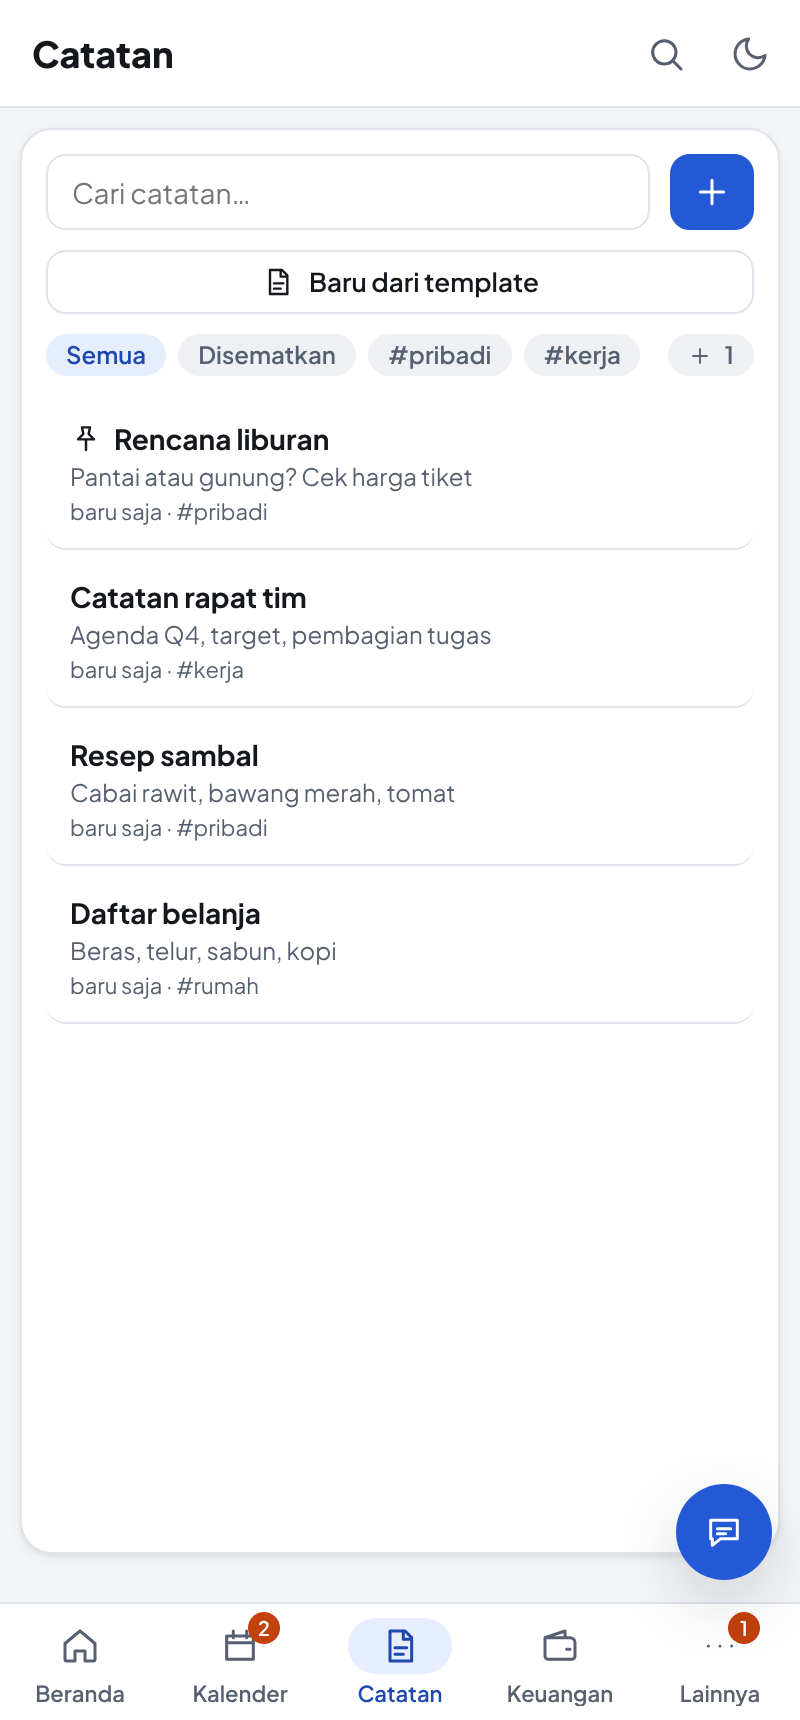 Catatan
Cari catatan...
Baru dari template
Semua Disematkan #pribadi #kerja + 1
Rencana liburan
Pantai atau gunung? Cek harga tiket
baru saja · #pribadi
Catatan rapat tim
Agenda Q4, target, pembagian tugas
baru saja · #kerja
Resep sambal
Cabai rawit, bawang merah, tomat
baru saja · #pribadi
Daftar belanja
Beras, telur, sabun, kopi
baru saja · #rumah
2 1
Beranda Kalender Catatan Keuangan Lainnya